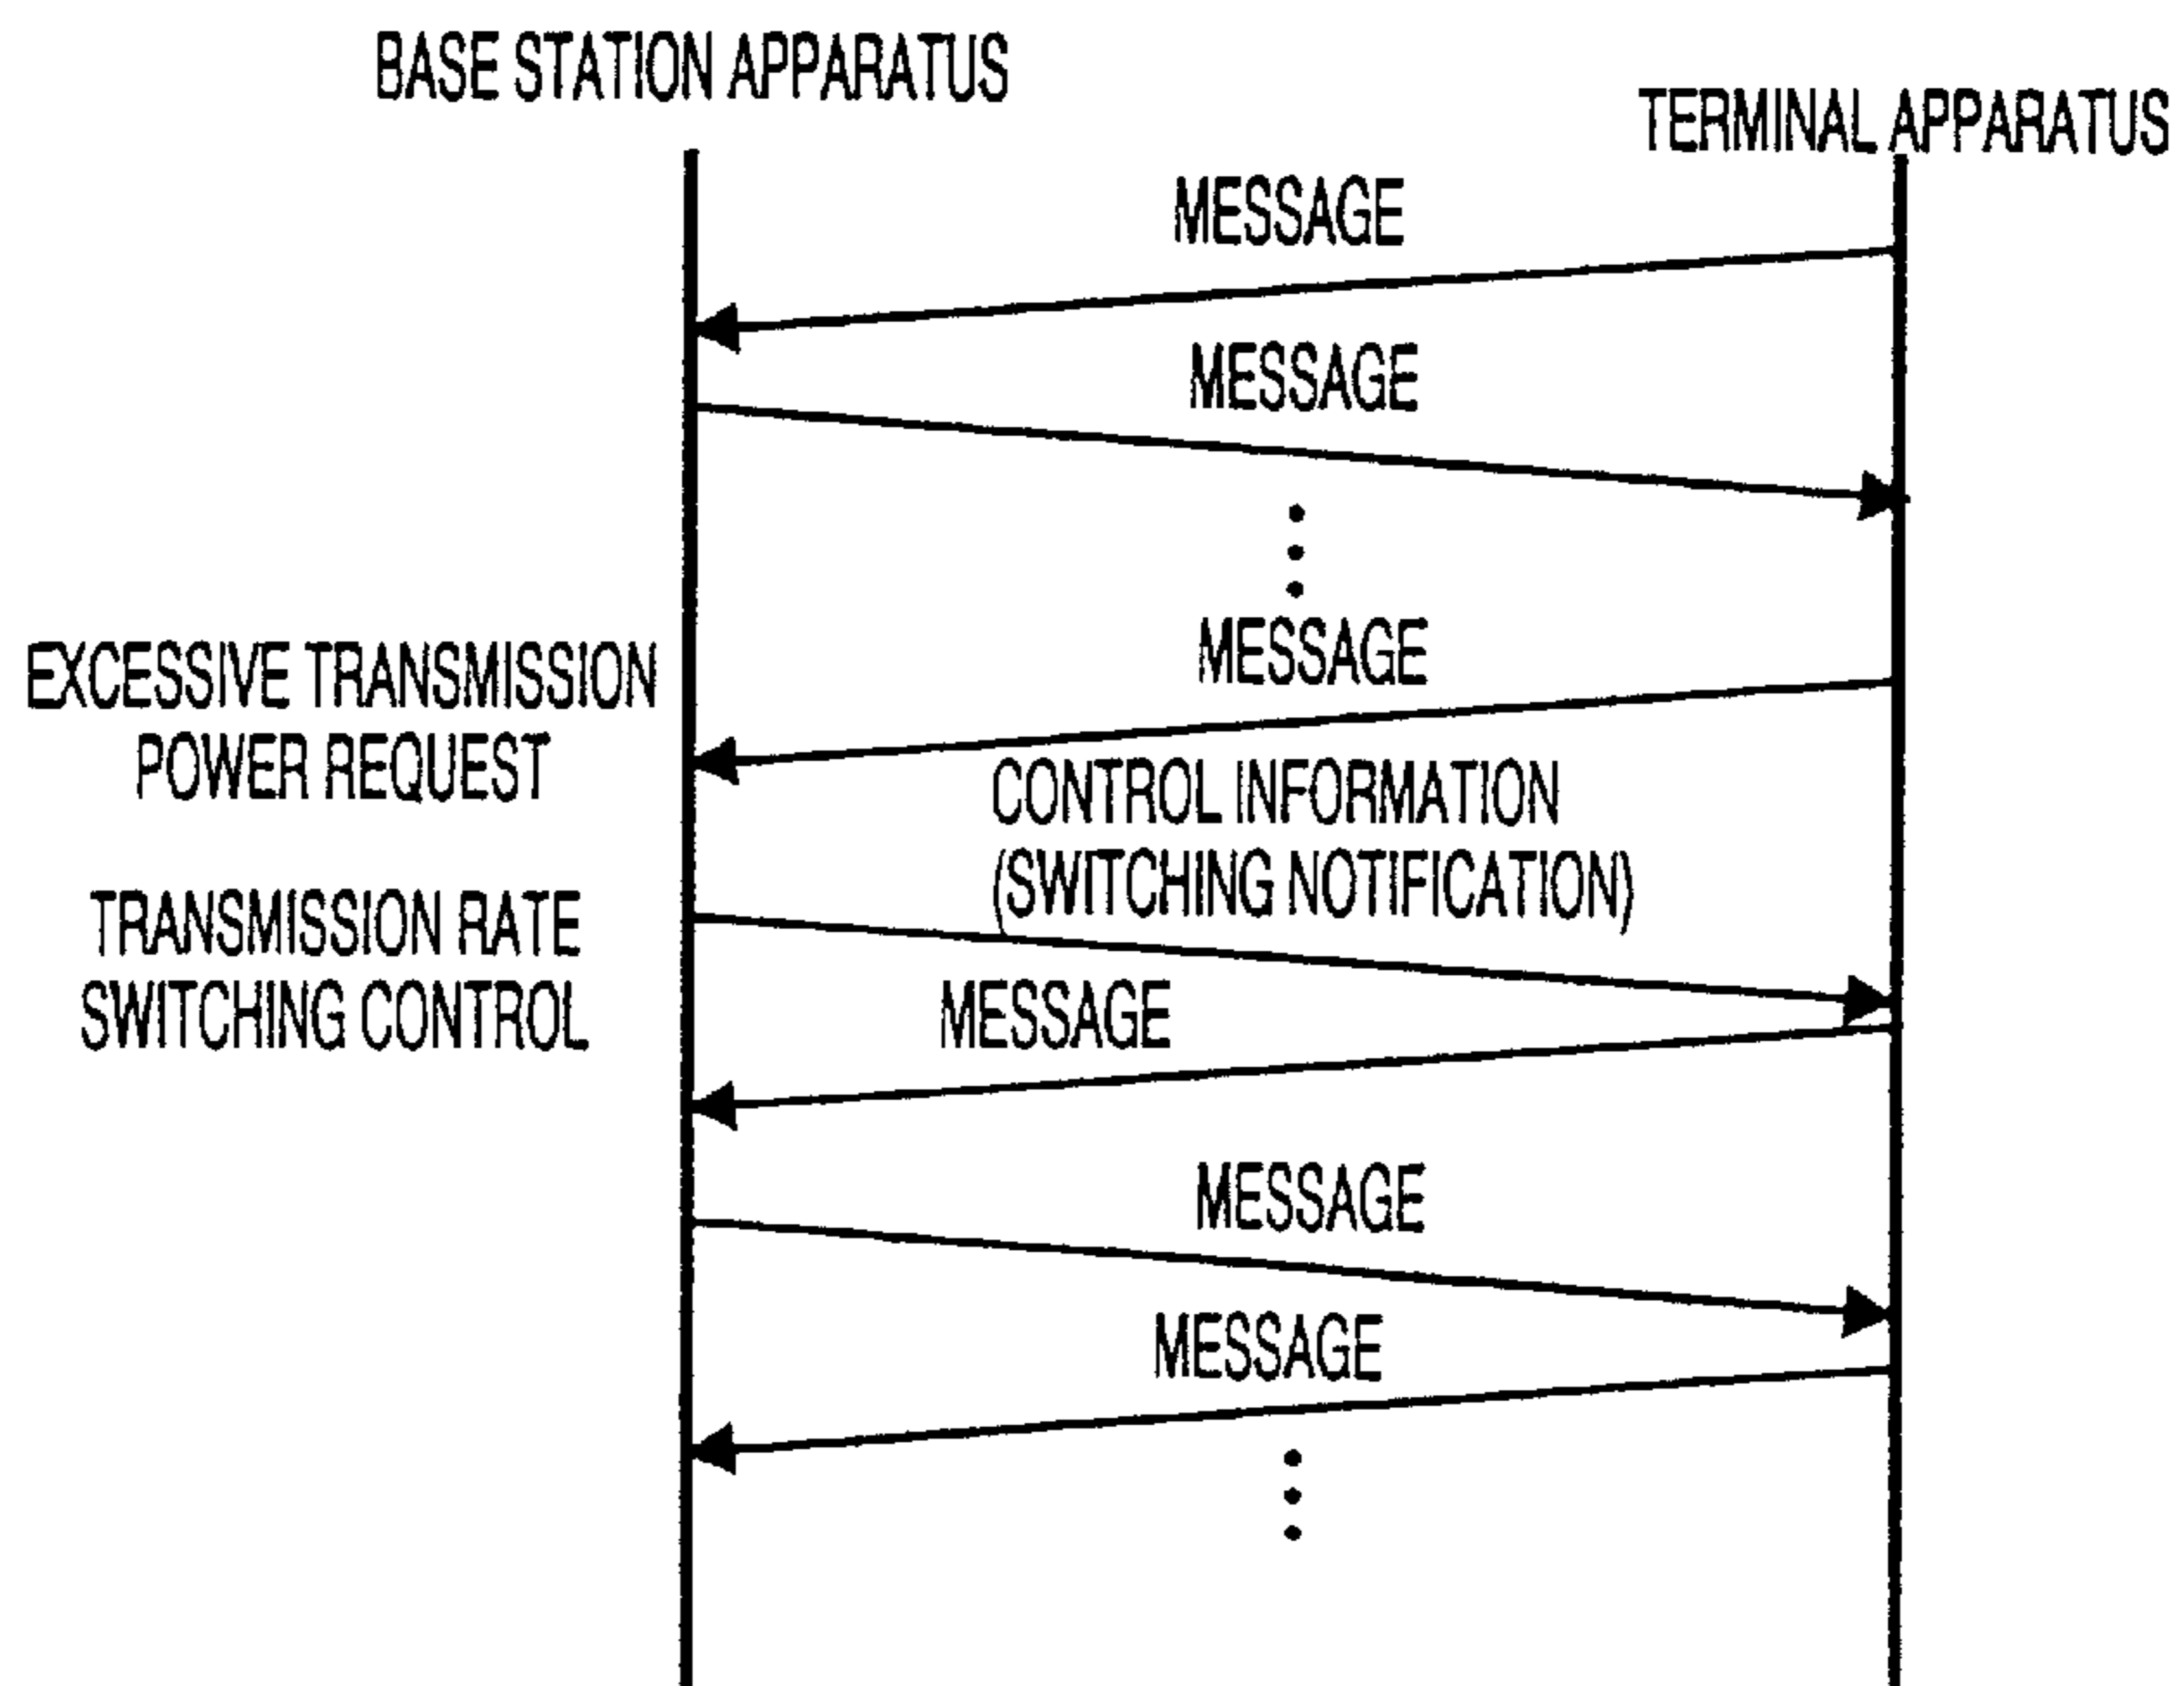 BASE STATION APPARATUS
TERMINAL APPARATUS
MESSAGE
MESSAGE
MESSAGE
EXCESSIVE TRANSMISSION
POWER REQUEST
CONTROL INFORMATION
(SWITCHING NOTIFICATION)
TRANSMISSION RATE
SWITCHING CONTROL
MESSAGE
MESSAGE
MESSAGE